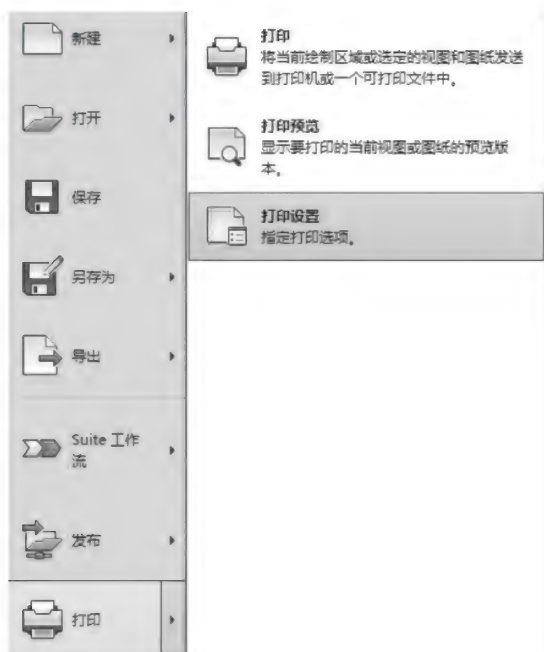 新建
打开
保存
另存为
导出
Suite 工作
流
发布
打印
打印
将当前绘制区域或选定的视图和图纸发送
到打印机或一个可打印文件中。
打印预览
显示要打印的当前视图或图纸的预览版
本。
打印设置
指定打印选项。